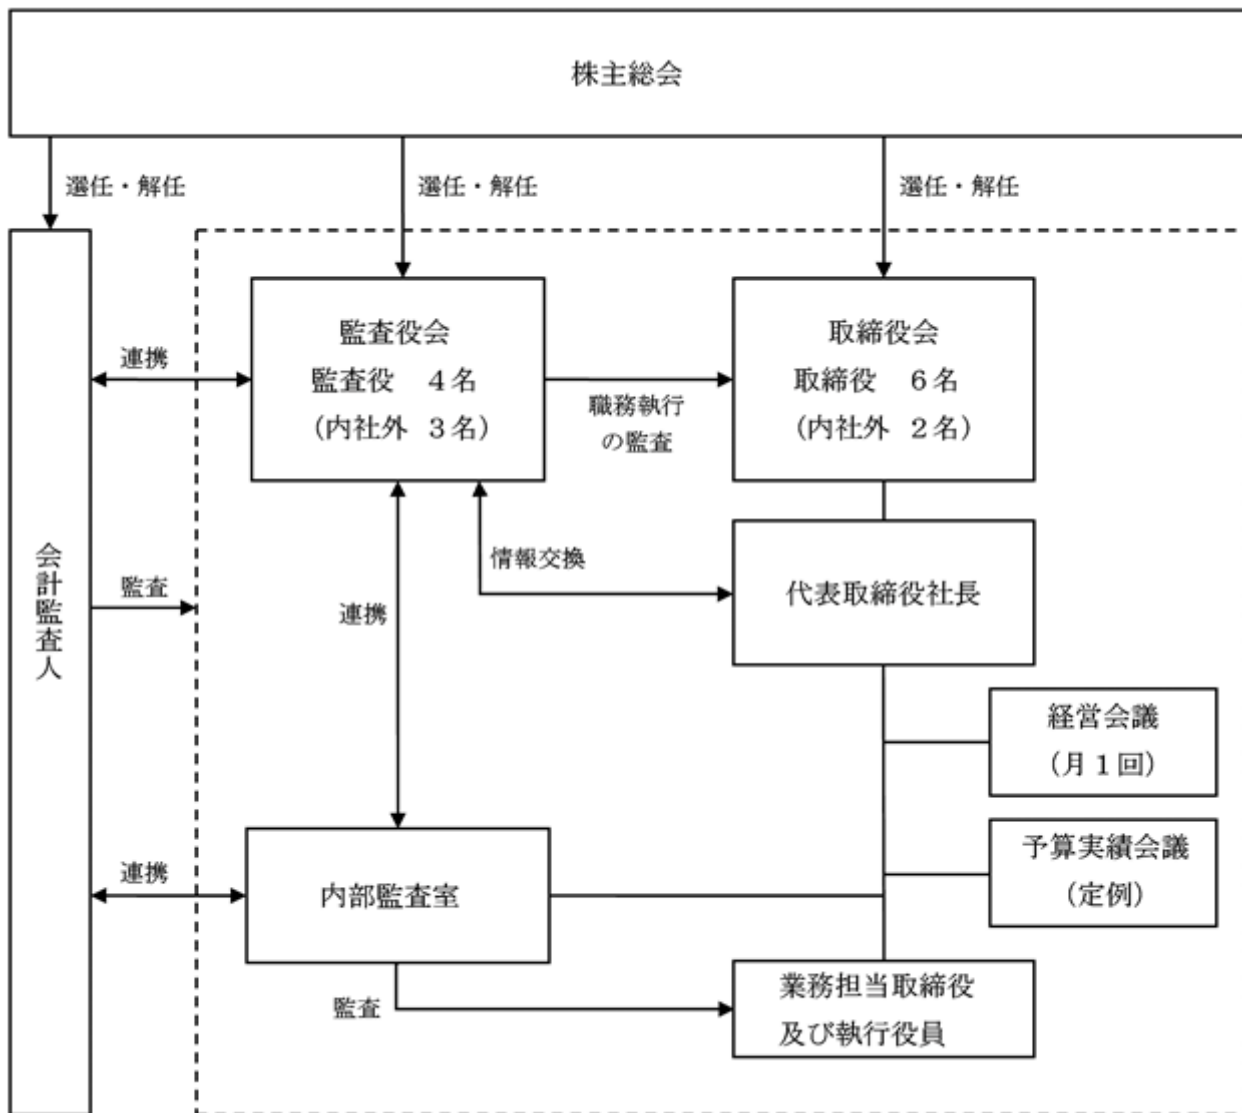 株主総会
選任・解任
選任・解任
選任・解任
監査役会
監査役 4名
(内社外 3名)
取締役会
取締役 6名
(内社外 2名)
連携
職務執行
の監査
会計監査人
監査
情報交換
連携
代表取締役社長
経営会議
(月1回)
予算実績会議
(定例)
連携
内部監査室
監査
業務担当取締役
及び執行役員